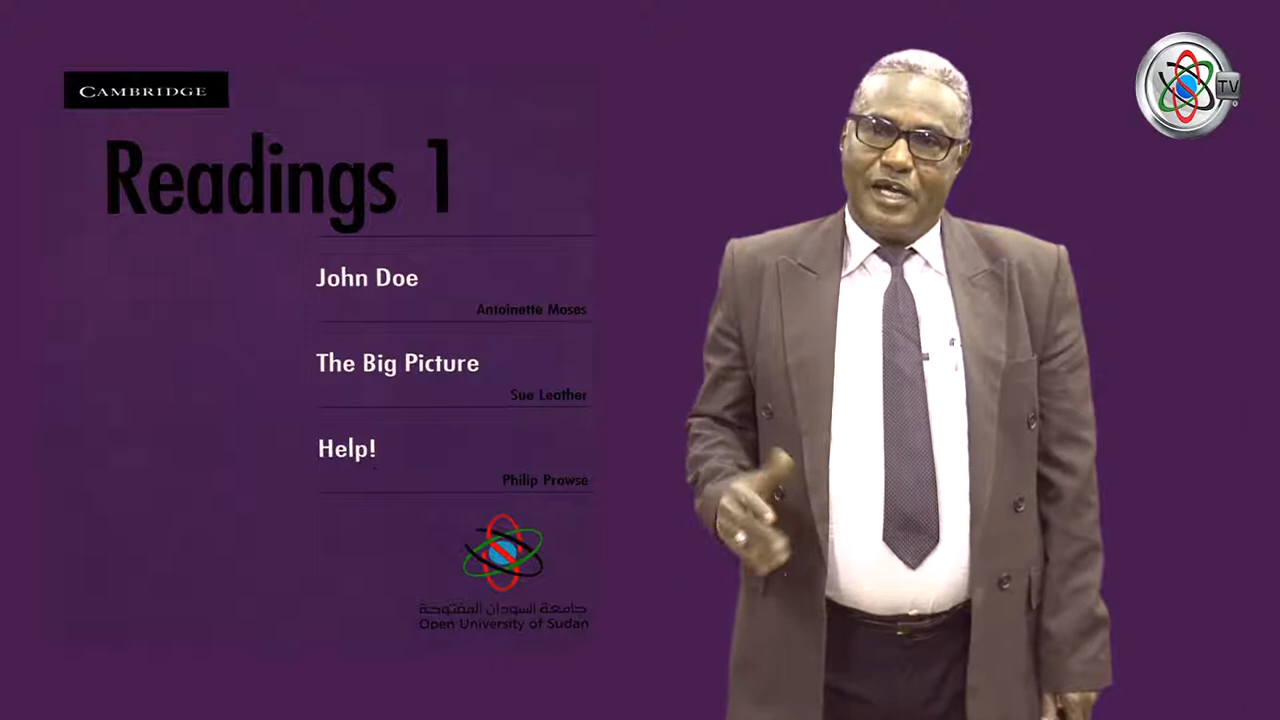 CAMBRIDGE
Readings 1
John Doe
Antoinette Moses
The Big Picture
Sue Leather
Help!
Philip Prowse
جامعة السودان المفتوحة
Open University of Sudan
TV